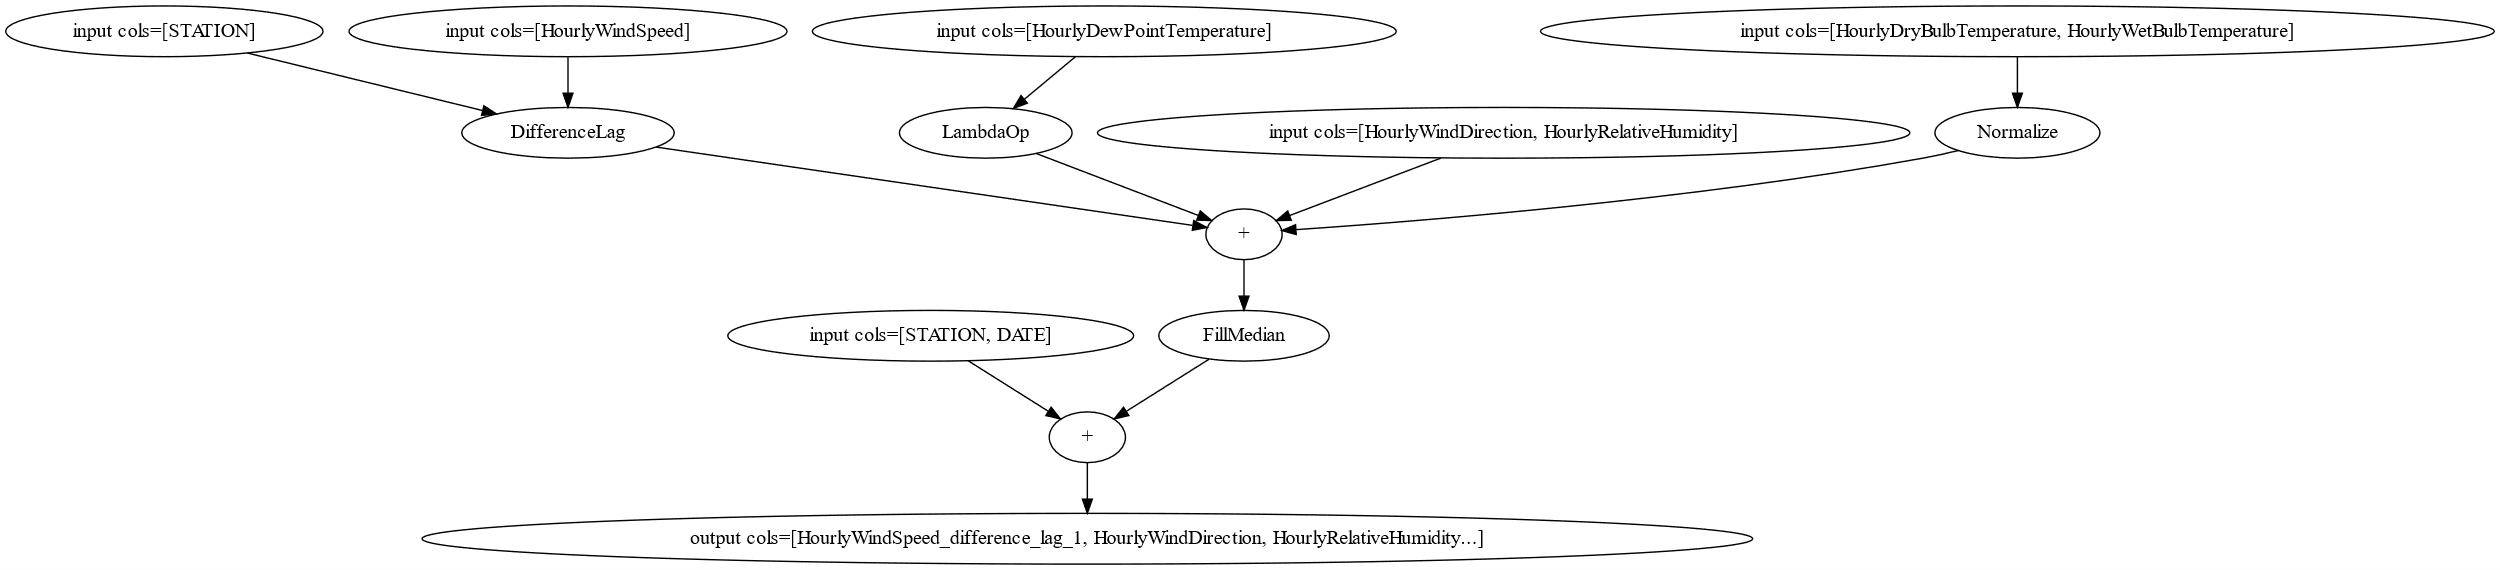 input cols=[STATION]
input cols=[HourlyWindSpeed]
input cols=[HourlyDewPointTemperature]
input cols=[HourlyDryBulbTemperature, HourlyWetBulbTemperature]
DifferenceLag
LambdaOp
input cols=[HourlyWindDirection, HourlyRelativeHumidity]
Normalize
+
input cols=[STATION, DATE]
FillMedian
+
output cols=[HourlyWindSpeed_difference_lag_1, HourlyWindDirection, HourlyRelativeHumidity...]